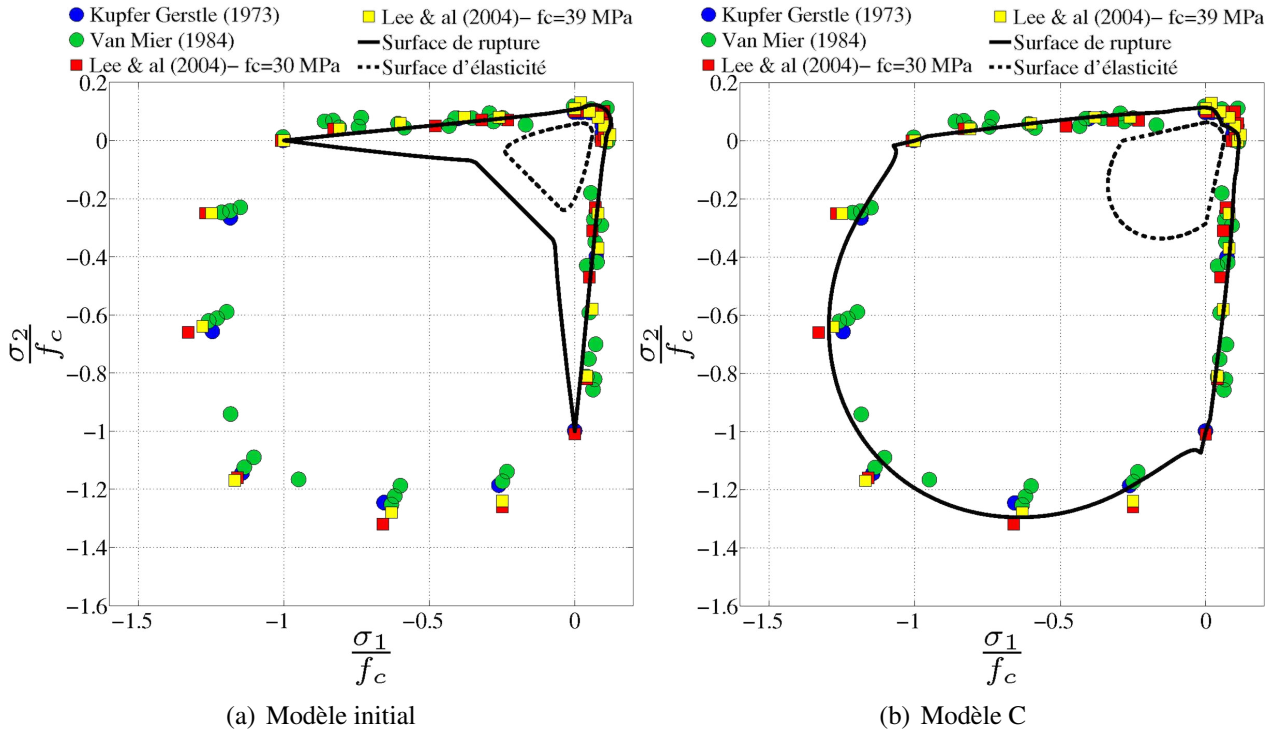 Kupfer Gerstle (1973)
Van Mier (1984)
Lee & al (2004)− fc=30 MPa
Lee & al (2004)− fc=39 MPa
Surface de rupture
Surface d'élasticité
0.2
0
−0.2
−0.4
−0.6
−0.8
−1
−1.2
−1.4
−1.6
σ2
fc
−1.5
−1
−0.5
0
σ1
fc
(a) Modèle initial
Kupfer Gerstle (1973)
Van Mier (1984)
Lee & al (2004)− fc=30 MPa
Lee & al (2004)− fc=39 MPa
Surface de rupture
Surface d'élasticité
0.2
0
−0.2
−0.4
−0.6
−0.8
−1
−1.2
−1.4
−1.6
σ2
fc
−1.5
−1
−0.5
0
σ1
fc
(b) Modèle C